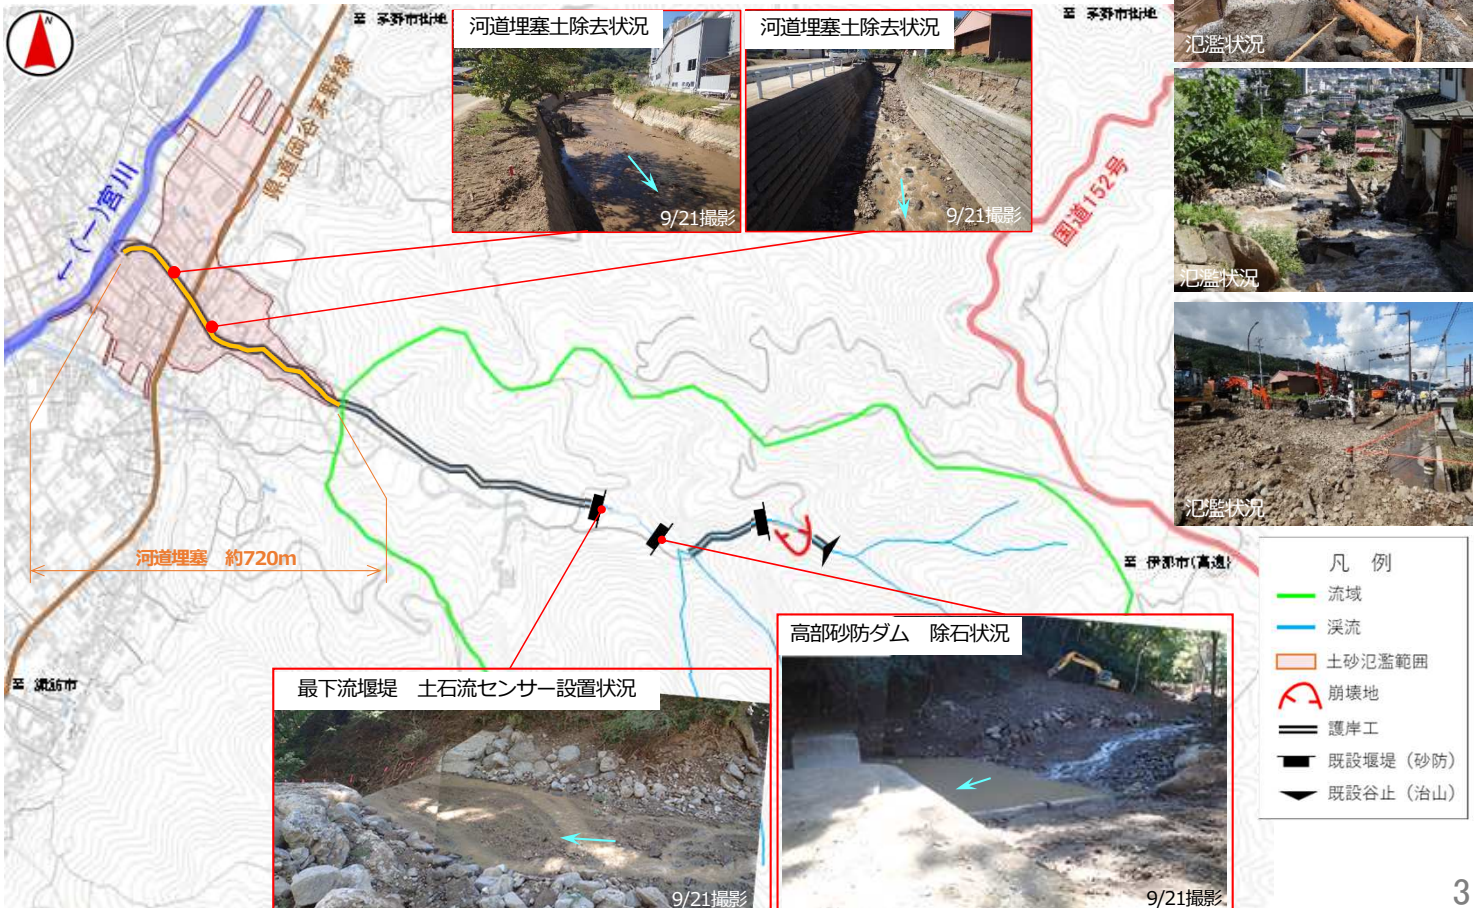 N
至 茅野市街地
至 茅野市街地
河道埋塞土除去状況
9/21撮影
河道埋塞土除去状況
9/21撮影
氾濫状況
氾濫状況
氾濫状況
県道岡谷茅野線
←(一)宮川
国道152号
河道埋塞 約720m
至 諏訪市
至 伊那市(高遠)
最下流堰堤 土石流センサー設置状況
9/21撮影
高部砂防ダム 除石状況
9/21撮影
凡 例
流域
渓流
土砂氾濫範囲
崩壊地
護岸工
既設堰堤（砂防）
既設谷止（治山）
3